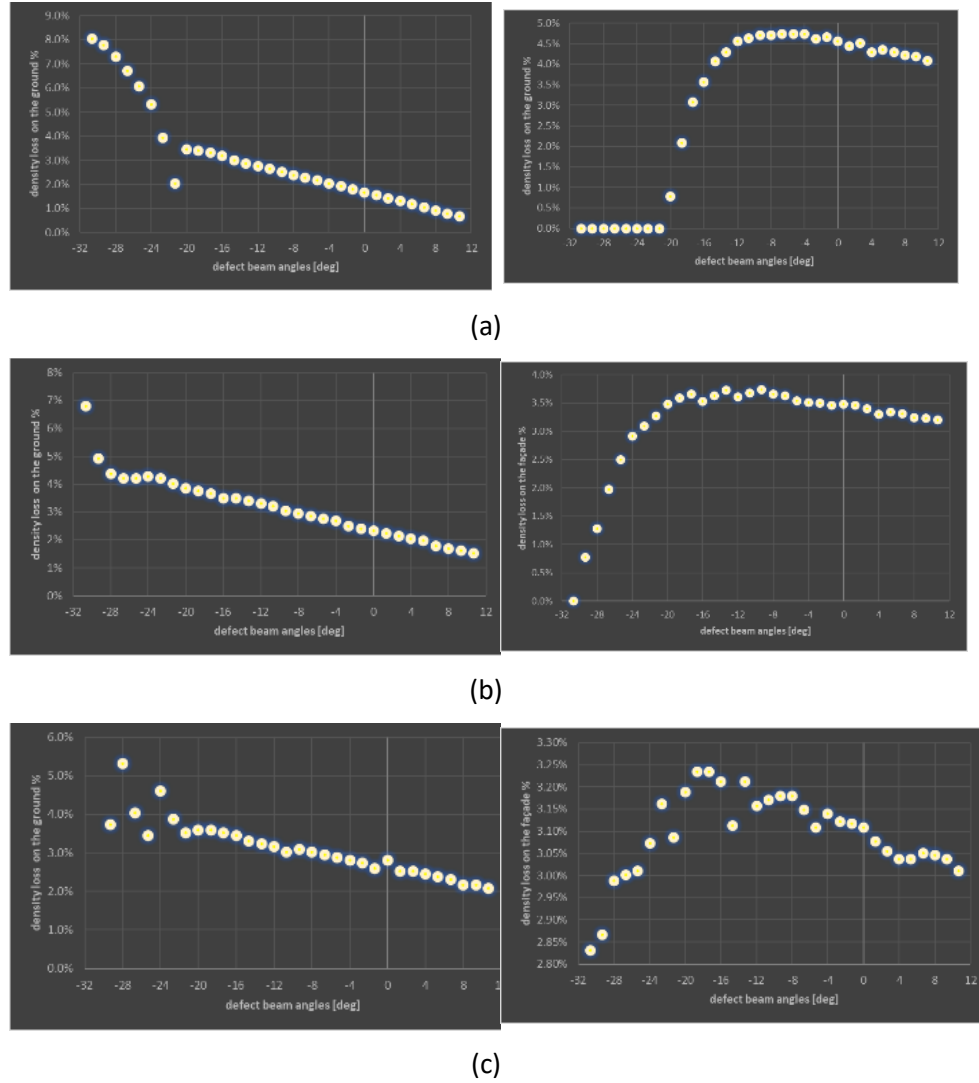 8.0%
7.0%
6.0%
5.0%
4.0%
3.0%
2.0%
1.0%
0.0%
density loss on the ground %
-32 -28 -24 -20 -16 -12 -8 -4 0 4 8 12
defect beam angles [deg]
9.0%
5.0%
4.5%
4.0%
3.5%
3.0%
2.5%
2.0%
1.5%
1.0%
0.5%
0.0%
density loss on the ground %
32 -28 -24 20 16 -12 -8 -4 0 4 8 12
defect beam angles [deg]
(a)
8%
7%
6%
5%
4%
3%
2%
1%
0%
density loss on the ground %
-32 -28 -24 -20 -16 -12 -8 -4 0 4 8 12
defect beam angles [deg]
4.0%
3.5%
3.0%
2.5%
2.0%
1.5%
1.0%
0.5%
0.0%
density loss on the façade %
-32 -28 -24 -20 -16 -12 -8 -4 0 4 8 12
defect beam angles [deg]
(b)
6.0%
5.0%
4.0%
3.0%
2.0%
1.0%
0.0%
density loss on the ground %
-32 -28 -24 -20 -16 -12 -8 -4 0 4 8 1
defect beam angles [deg]
3.30%
3.25%
3.20%
3.15%
3.10%
3.05%
3.00%
2.95%
2.90%
2.85%
2.80%
density loss on the façade %
-32 -28 -24 -20 -16 -12 -8 -4 0 4 8 12
defect beam angles [deg]
(c)